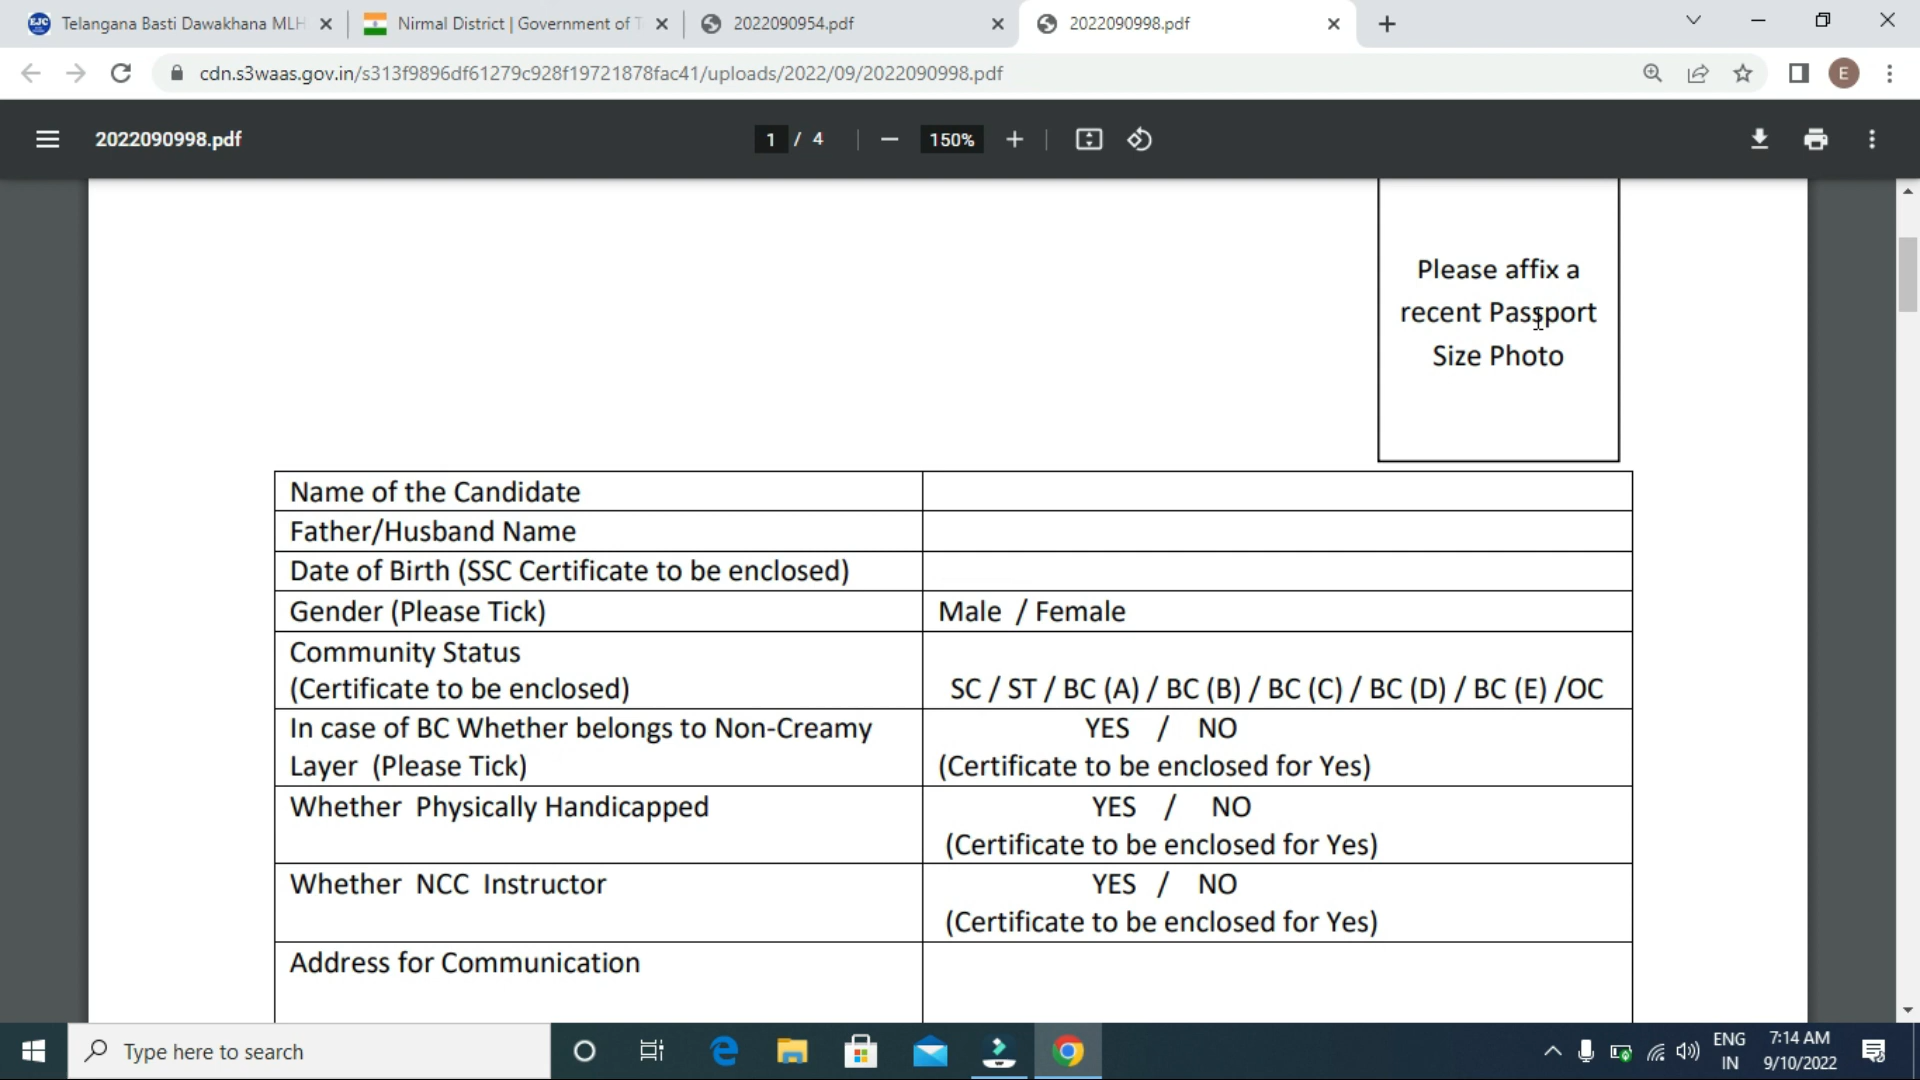 EJC Telangana Basti Dawakhana MLH
Nirmal District | Government of T
2022090954.pdf
2022090998.pdf
cdn.s3waas.gov.in/s313f9896df61279c928f19721878fac41/uploads/2022/09/2022090998.pdf
E
2022090998.pdf
1 / 4
150%
Please affix a
recent Passport
Size Photo
Name of the Candidate
Father/Husband Name
Date of Birth (SSC Certificate to be enclosed)
Gender (Please Tick)
Male / Female
Community Status
(Certificate to be enclosed)
SC / ST / BC (A) / BC (B) / BC (C) / BC (D) / BC (E) /OC
In case of BC Whether belongs to Non-Creamy
Layer (Please Tick)
YES / NO
(Certificate to be enclosed for Yes)
Whether Physically Handicapped
YES / NO
(Certificate to be enclosed for Yes)
Whether NCC Instructor
YES / NO
(Certificate to be enclosed for Yes)
Address for Communication
Type here to search
ENG
IN
7:14 AM
9/10/2022